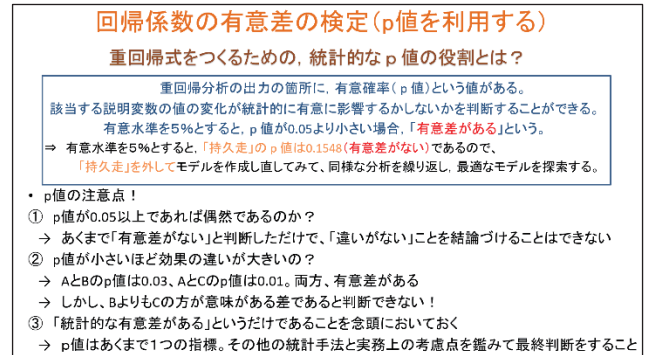 回帰係数の有意差の検定(p値を利用する)
重回帰式をつくるための, 統計的なp値の役割とは?
重回帰分析の出力の箇所に, 有意確率(p値)という値がある。
該当する説明変数の値の変化が統計的に有意に影響するかしないかを判断することができる。
有意水準を5%とすると, p値が0.05より小さい場合, 「有意差がある」という。
⇒ 有意水準を5%とすると, 「持久走」のp値は0.1548(有意差がない)であるので,
「持久走」を外してモデルを作成し直してみて, 同様な分析を繰り返し, 最適なモデルを探索する。
• p値の注意点!
① p値が0.05以上であれば偶然であるのか?
→ あくまで「有意差がない」と判断しただけで、「違いがない」ことを結論づけることはできない
② p値が小さいほど効果の違いが大きいの?
→ AとBのp値は0.03、AとCのp値は0.01。両方、有意差がある
→ しかし、BよりもCの方が意味がある差であると判断できない!
③ 「統計的な有意差がある」というだけであることを念頭においておく
→ p値はあくまで1つの指標。その他の統計手法と実務上の考慮点を鑑みて最終判断をすること